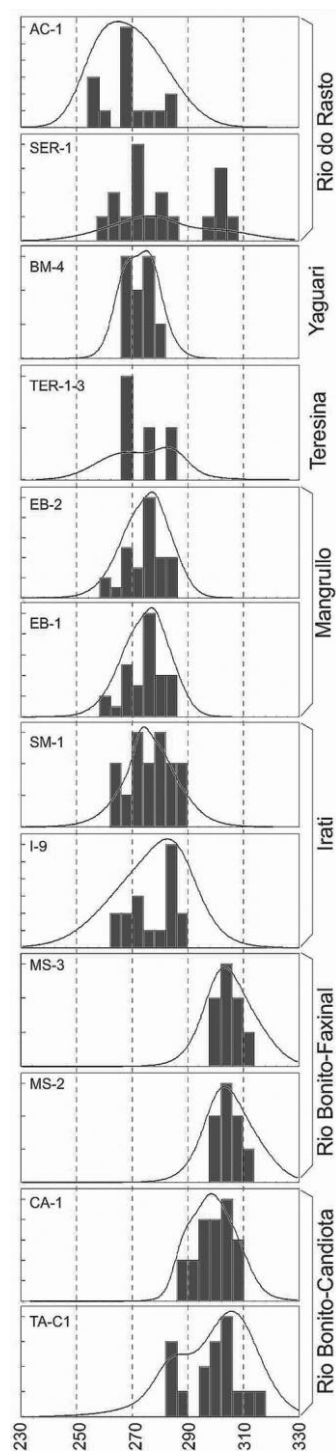 AC-1
SER-1
Rio do Rasto
BM-4
Yaguari
TER-1-3
Teresina
EB-2
EB-1
Mangrullo
SM-1
I-9
Irati
MS-3
MS-2
Rio Bonito-Faxinal
CA-1
TA-C1
Rio Bonito-Candiota
230 250 270 290 310 330